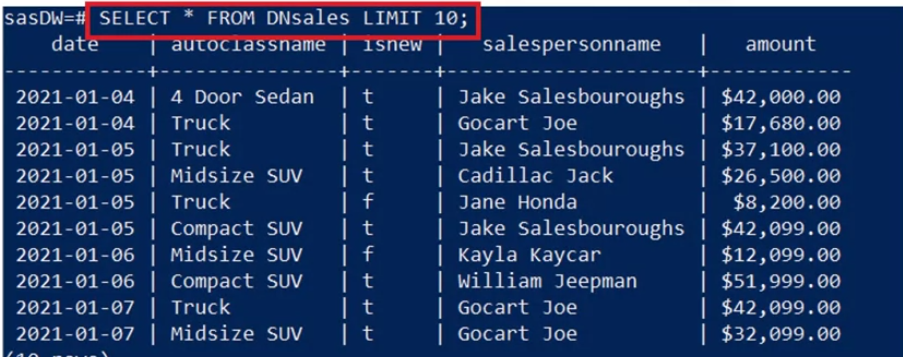 sasDW=# SELECT * FROM DNsales LIMIT 10;
date | autoclassname | isnew | salespersonname | amount
------------+---------------+-------+--------------------+------------
2021-01-04 | 4 Door Sedan | t | Jake Salesbouroughs | $42,000.00
2021-01-04 | Truck | t | Gocart Joe | $17,680.00
2021-01-05 | Truck | t | Jake Salesbouroughs | $37,100.00
2021-01-05 | Midsize SUV | t | Cadillac Jack | $26,500.00
2021-01-05 | Truck | f | Jane Honda | $8,200.00
2021-01-05 | Compact SUV | t | Jake Salesbouroughs | $42,099.00
2021-01-06 | Midsize SUV | f | Kayla Kaycar | $12,099.00
2021-01-06 | Compact SUV | t | William Jeepman | $51,999.00
2021-01-07 | Truck | t | Gocart Joe | $42,099.00
2021-01-07 | Midsize SUV | t | Gocart Joe | $32,099.00